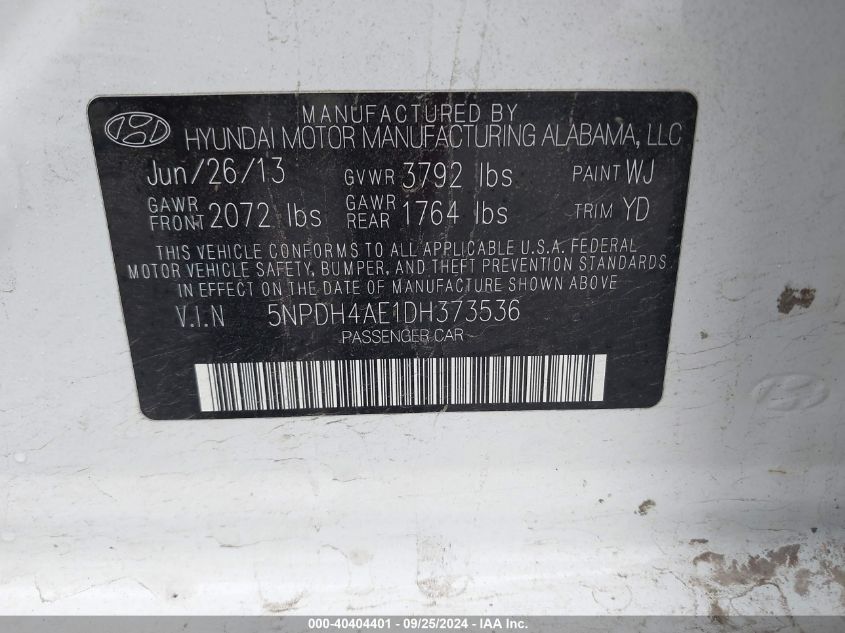 MANUFACTURED BY
HYUNDAI MOTOR MANUFACTURING ALABAMA, LLC
Jun/26/13 GVWR 3792 lbs PAINT WJ
GAWR FRONT 2072 lbs GAWR REAR 1764 lbs TRIM YD
THIS VEHICLE CONFORMS TO ALL APPLICABLE U.S.A. FEDERAL
MOTOR VEHICLE SAFETY, BUMPER, AND THEFT PREVENTION STANDARDS
IN EFFECT ON THE DATE OF MANUFACTURE SHOWN ABOVE
V.I.N 5NPDH4AE1DH373536
PASSENGER CAR
000-40404401 - 09/25/2024 - IAA Inc.